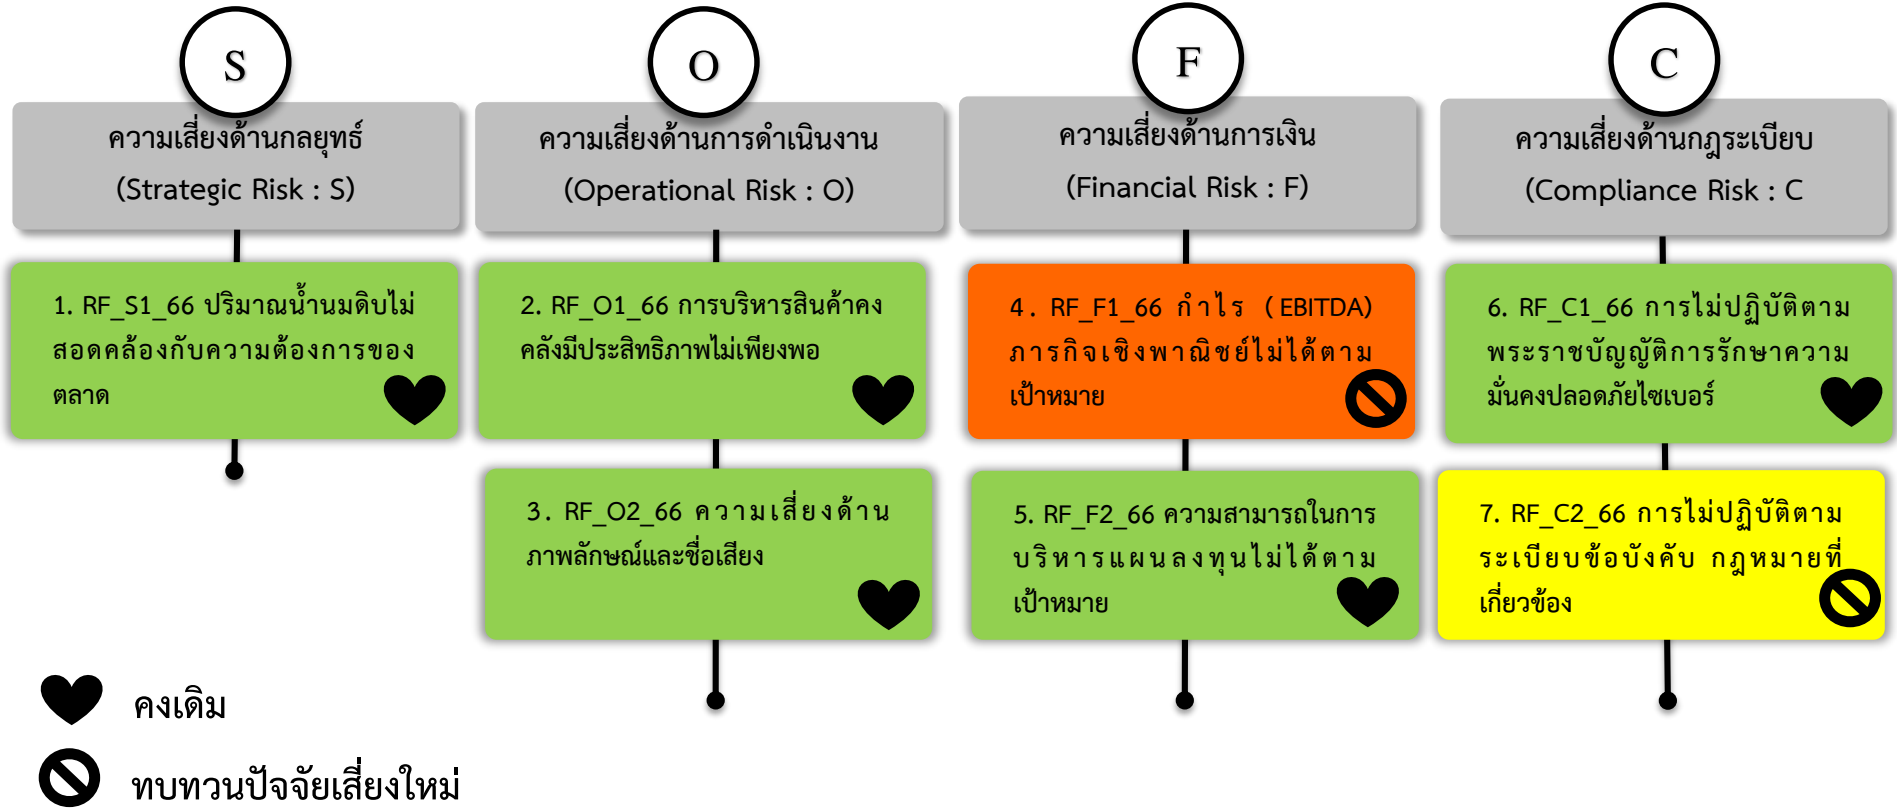 S
ความเสี่ยงด้านกลยุทธ์
(Strategic Risk : S)
1. RF_S1_66 ปริมาณน้ำนมดิบไม่
สอดคล้องกับความต้องการของ
ตลาด
O
ความเสี่ยงด้านการดำเนินงาน
(Operational Risk : O)
2. RF_O1_66 การบริหารสินค้าคง
คลังมีประสิทธิภาพไม่เพียงพอ
3. RF_O2_66 ความเสี่ยงด้าน
ภาพลักษณ์และชื่อเสียง
F
ความเสี่ยงด้านการเงิน
(Financial Risk : F)
4. RF_F1_66 กำไร (EBITDA)
ภารกิจเชิงพาณิชย์ไม่ได้ตาม
เป้าหมาย
5. RF_F2_66 ความสามารถในการ
บริหารแผนลงทุนไม่ได้ตาม
เป้าหมาย
C
ความเสี่ยงด้านกฎระเบียบ
(Compliance Risk : C
6. RF_C1_66 การไม่ปฏิบัติตาม
พระราชบัญญัติการรักษาความ
มั่นคงปลอดภัยไซเบอร์
7. RF_C2_66 การไม่ปฏิบัติตาม
ระเบียบข้อบังคับ กฎหมายที่
เกี่ยวข้อง
คงเดิม
ทบทวนปัจจัยเสี่ยงใหม่